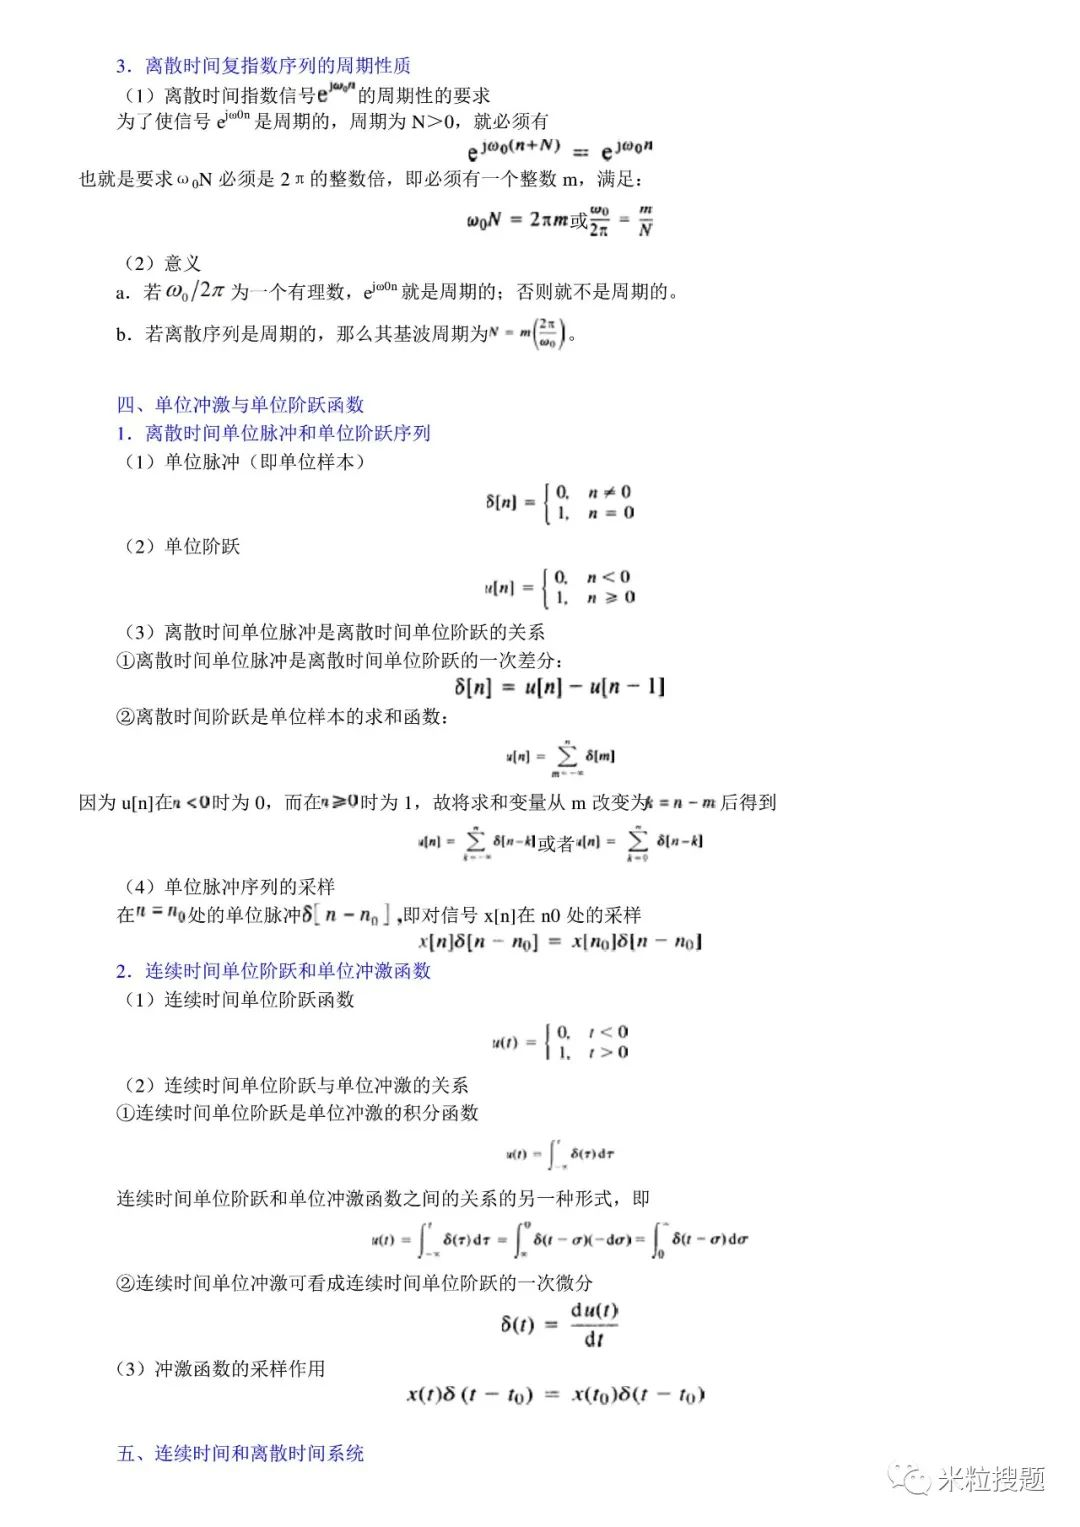 3．离散时间复指数序列的周期性质
（1）离散时间指数信号e^{jω₀n}的周期性的要求
为了使信号 e^{jω0n} 是周期的，周期为 N＞0，就必须有
e^{jω₀(n+N)} = e^{jω₀n}
也就是要求 ω₀N 必须是 2π的整数倍，即必须有一个整数 m，满足：
ω₀N = 2πm或ω₀/2π = m/N
（2）意义
a．若 ω₀/2π 为一个有理数，e^{jω0n} 就是周期的；否则就不是周期的。
b．若离散序列是周期的，那么其基波周期为N = m(2π/ω₀)。
四、单位冲激与单位阶跃函数
1．离散时间单位脉冲和单位阶跃序列
（1）单位脉冲（即单位样本）
δ[n] = { 0, n ≠ 0
1, n = 0
（2）单位阶跃
u[n] = { 0, n < 0
1, n ⩾ 0
（3）离散时间单位脉冲是离散时间单位阶跃的关系
①离散时间单位脉冲是离散时间单位阶跃的一次差分：
δ[n] = u[n] − u[n − 1]
②离散时间阶跃是单位样本的求和函数：
u[n] = ∑_{m=−∞}^{n} δ[m]
因为 u[n]在n <0时为 0，而在n⩾0时为 1，故将求和变量从 m 改变为k = n − m 后得到
u[n] = ∑_{k=−∞}^{n} δ[n−k]或者u[n] = ∑_{k=0}^{∞} δ[n−k]
（4）单位脉冲序列的采样
在n = n₀处的单位脉冲δ[ n − n₀ ] ,即对信号 x[n]在 n0 处的采样
x[n]δ[n − n₀] = x[n₀]δ[n − n₀]
2．连续时间单位阶跃和单位冲激函数
（1）连续时间单位阶跃函数
u(t) = { 0, t < 0
1, t > 0
（2）连续时间单位阶跃与单位冲激的关系
①连续时间单位阶跃是单位冲激的积分函数
u(t) = ∫_{−∞}^{t} δ(τ)dτ
连续时间单位阶跃和单位冲激函数之间的关系的另一种形式，即
u(t) = ∫_{−∞}^{t} δ(τ)dτ = ∫_{∞}^{0} δ(t − σ)(−dσ)= ∫_{0}^{∞} δ(t − σ)dσ
②连续时间单位冲激可看成连续时间单位阶跃的一次微分
δ(t) = du(t)/dt
（3）冲激函数的采样作用
x(t)δ (t − t₀) = x(t₀)δ(t − t₀)
五、连续时间和离散时间系统
米粒搜题